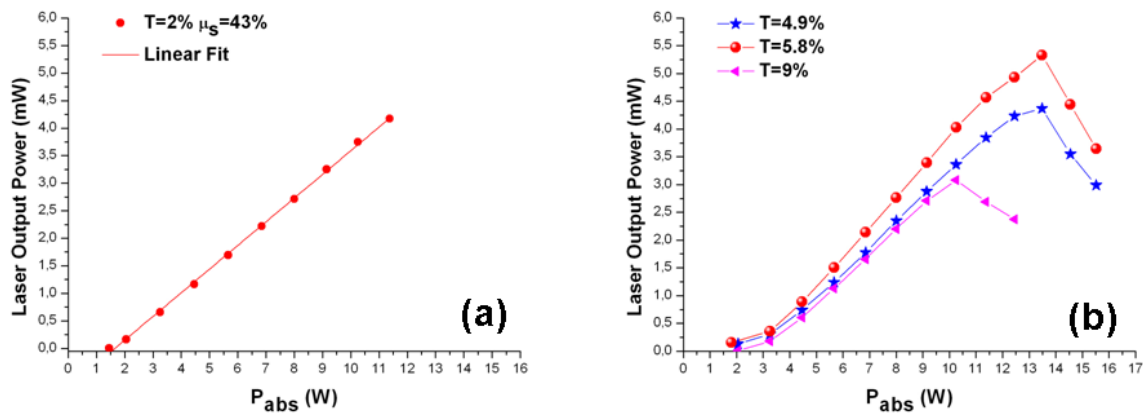 6,0
5,5
5,0
4,5
4,0
3,5
3,0
2,5
2,0
1,5
1,0
0,5
0,0
Laser Output Power (mW)
T=2% μs=43%
Linear Fit
(a)
0 1 2 3 4 5 6 7 8 9 10 11 12 13 14 15 16
Pabs (W)
6,0
5,5
5,0
4,5
4,0
3,5
3,0
2,5
2,0
1,5
1,0
0,5
0,0
Laser Output Power (mW)
T=4.9%
T=5.8%
T=9%
(b)
0 1 2 3 4 5 6 7 8 9 10 11 12 13 14 15 16 17
Pabs (W)